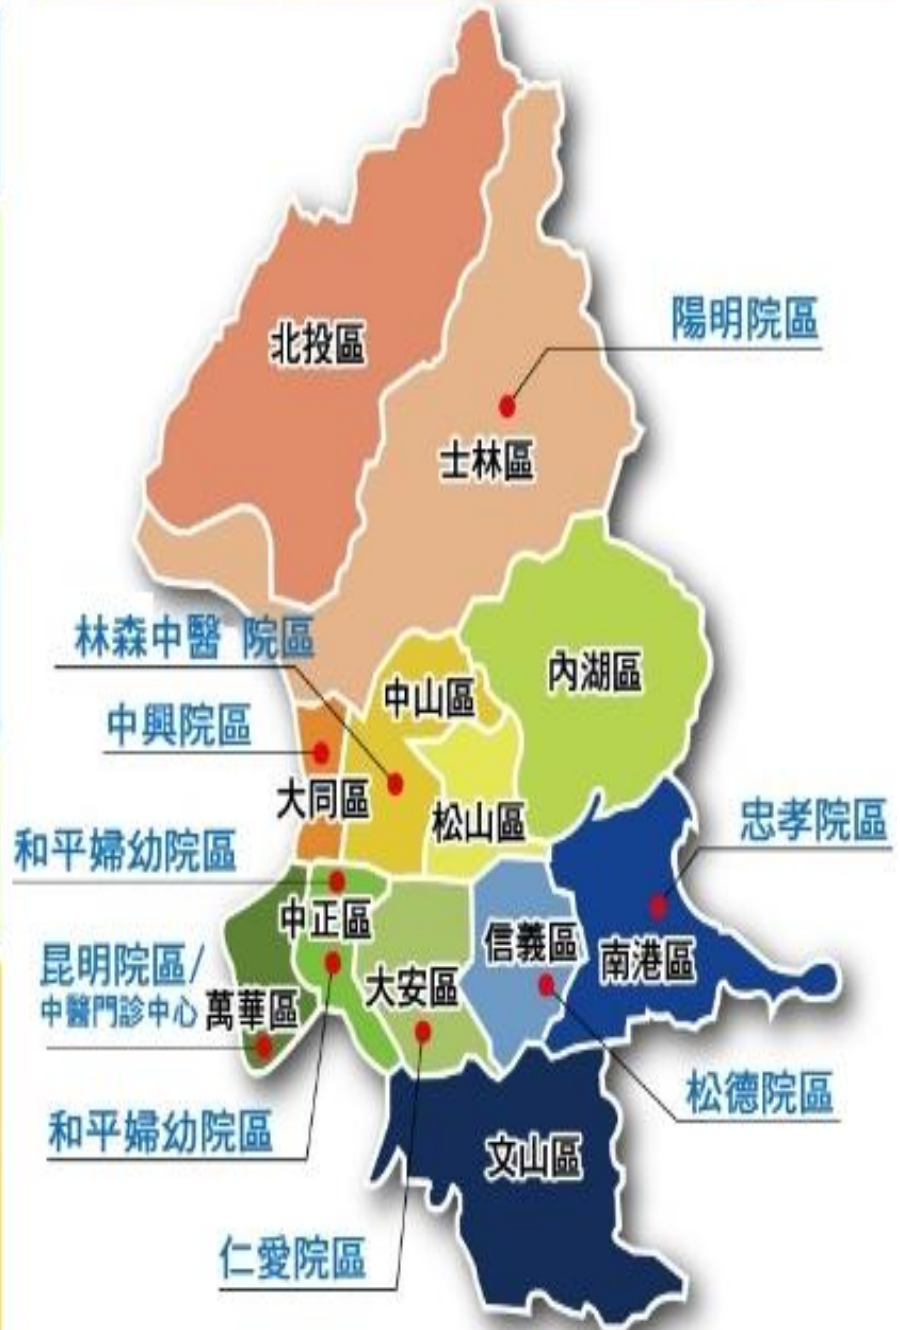 陽明院區
北投區
士林區
林森中醫 院區
中山區
內湖區
中興院區
大同區
松山區
忠孝院區
和平婦幼院區
中正區
信義區
南港區
昆明院區/
中醫門診中心
萬華區
大安區
松德院區
和平婦幼院區
文山區
仁愛院區